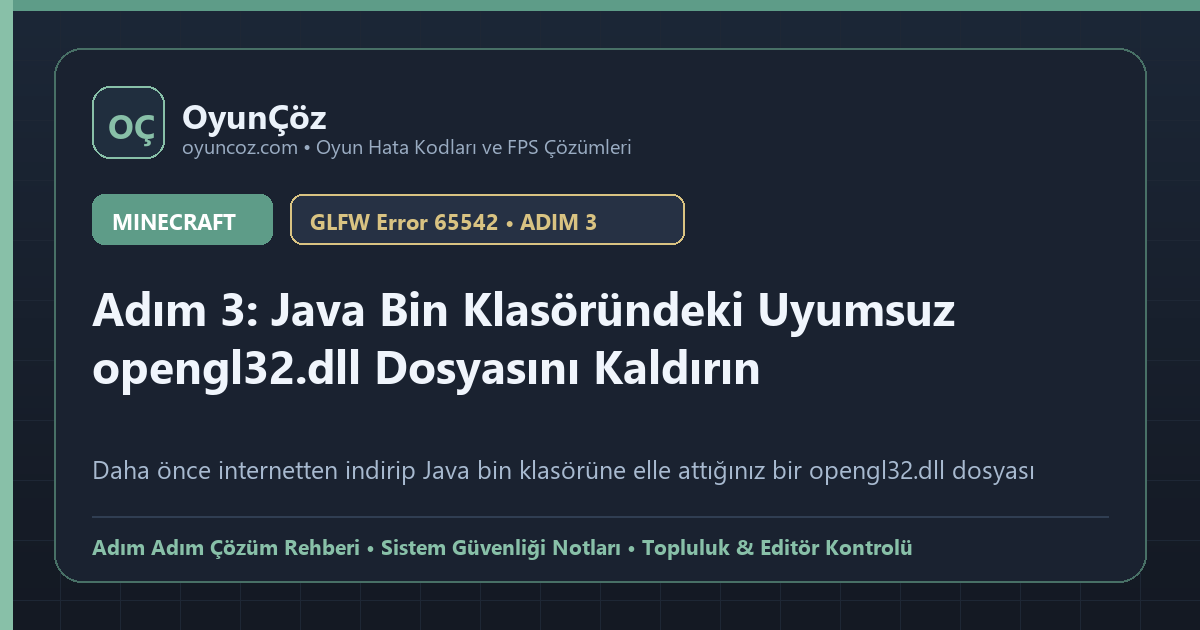 OÇ
OyunÇöz
oyuncoz.com • Oyun Hata Kodları ve FPS Çözümleri
MINECRAFT
GLFW Error 65542 • ADIM 3
Adım 3: Java Bin Klasöründeki Uyumsuz
opengl32.dll Dosyasını Kaldırın
Daha önce internetten indirip Java bin klasörüne elle attığınız bir opengl32.dll dosyası
Adım Adım Çözüm Rehberi • Sistem Güvenliği Notları • Topluluk & Editör Kontrolü